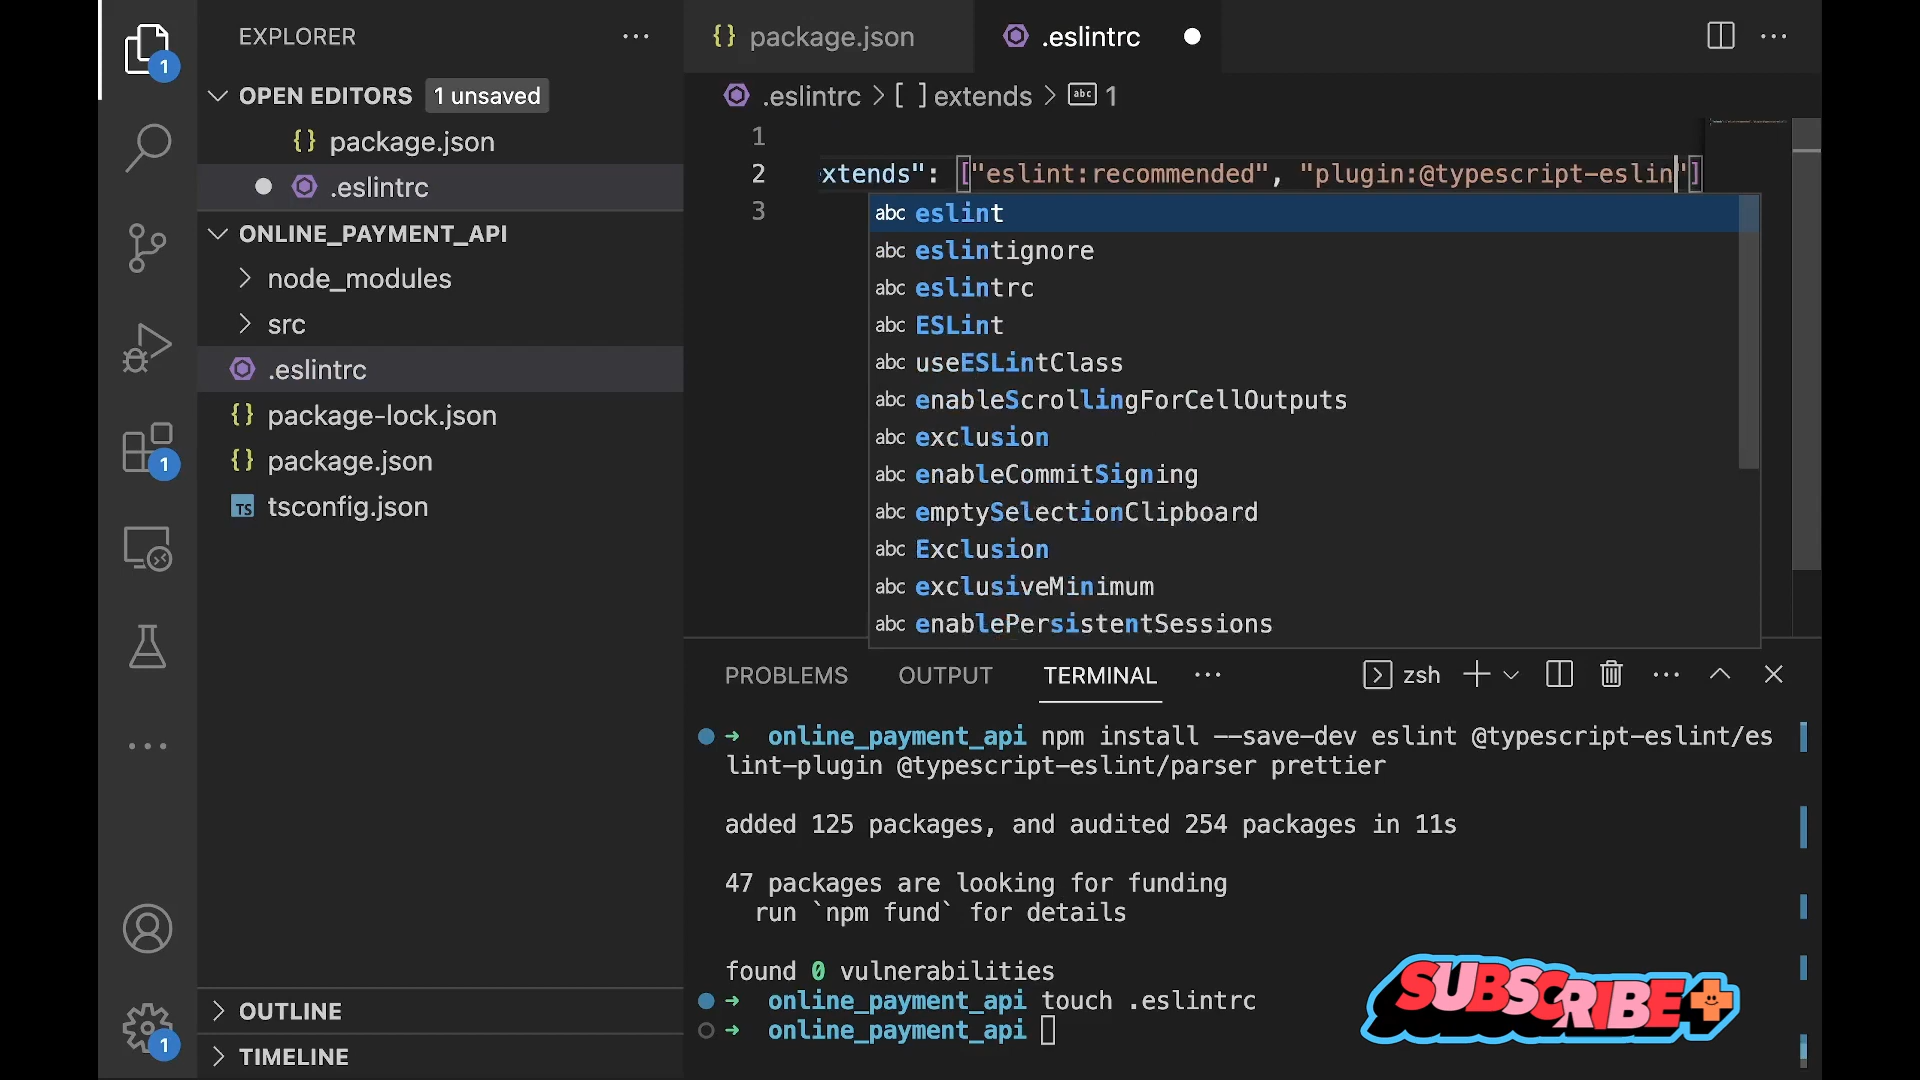 EXPLORER
OPEN EDITORS 1 unsaved
{} package.json
.eslintrc
ONLINE_PAYMENT_API
node_modules
src
.eslintrc
{} package-lock.json
{} package.json
TS tsconfig.json
OUTLINE
TIMELINE
1
1
1
{} package.json
.eslintrc
.eslintrc > [ ] extends > abc 1
1
2 xtends": ["eslint:recommended", "plugin:@typescript-eslin"]
3
abc eslint
abc eslintignore
abc eslintrc
abc ESLint
abc useESLintClass
abc enableScrollingForCellOutputs
abc exclusion
abc enableCommitSigning
abc emptySelectionClipboard
abc Exclusion
abc exclusiveMinimum
abc enablePersistentSessions
PROBLEMS OUTPUT TERMINAL ··· zsh
→ online_payment_api npm install --save-dev eslint @typescript-eslint/es
lint-plugin @typescript-eslint/parser prettier
added 125 packages, and audited 254 packages in 11s
47 packages are looking for funding
run `npm fund` for details
found 0 vulnerabilities
→ online_payment_api touch .eslintrc
→ online_payment_api
SUBSCRIBE